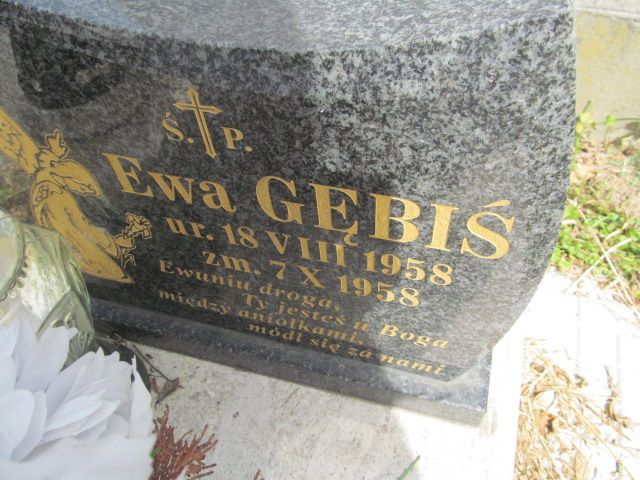 Ś. P.
Ewa GĘBIŚ
ur. 18 VIII 1958
zm. 7 X 1958
Ewuniu droga,
Ty jesteś u Boga
między aniołkami,
módl się za nami